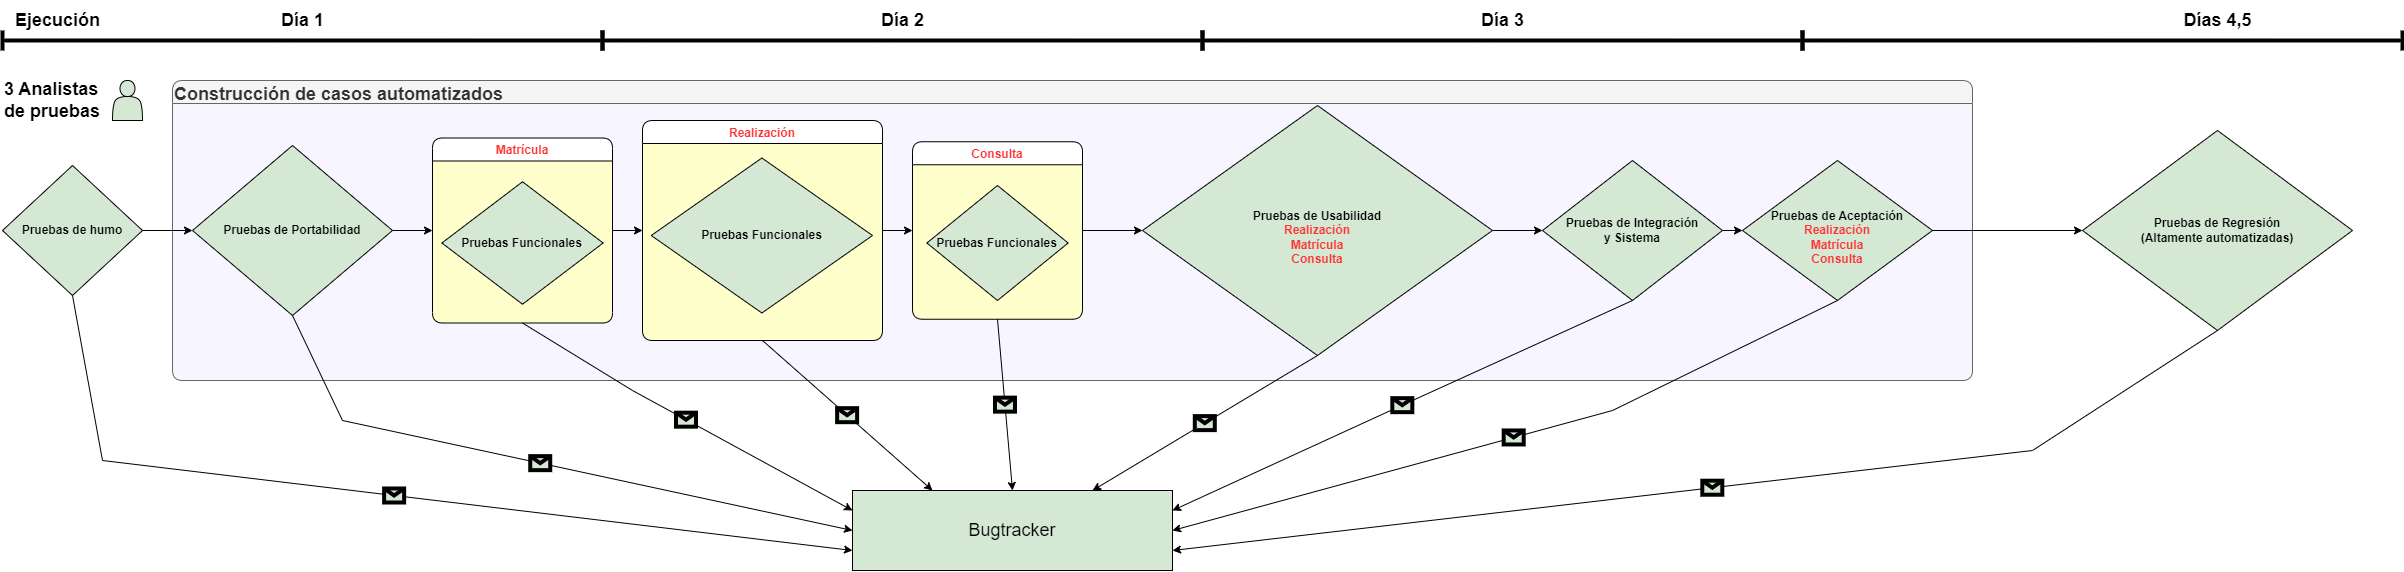 Ejecución
Día 1
Día 2
Día 3
Días 4,5
3 Analistas
de pruebas
Construcción de casos automatizados
Pruebas de humo
Pruebas de Portabilidad
Matrícula
Pruebas Funcionales
Realización
Pruebas Funcionales
Consulta
Pruebas Funcionales
Pruebas de Usabilidad
Realización
Matrícula
Consulta
Pruebas de Integración
y Sistema
Pruebas de Aceptación
Realización
Matrícula
Consulta
Pruebas de Regresión
(Altamente automatizadas)
Bugtracker